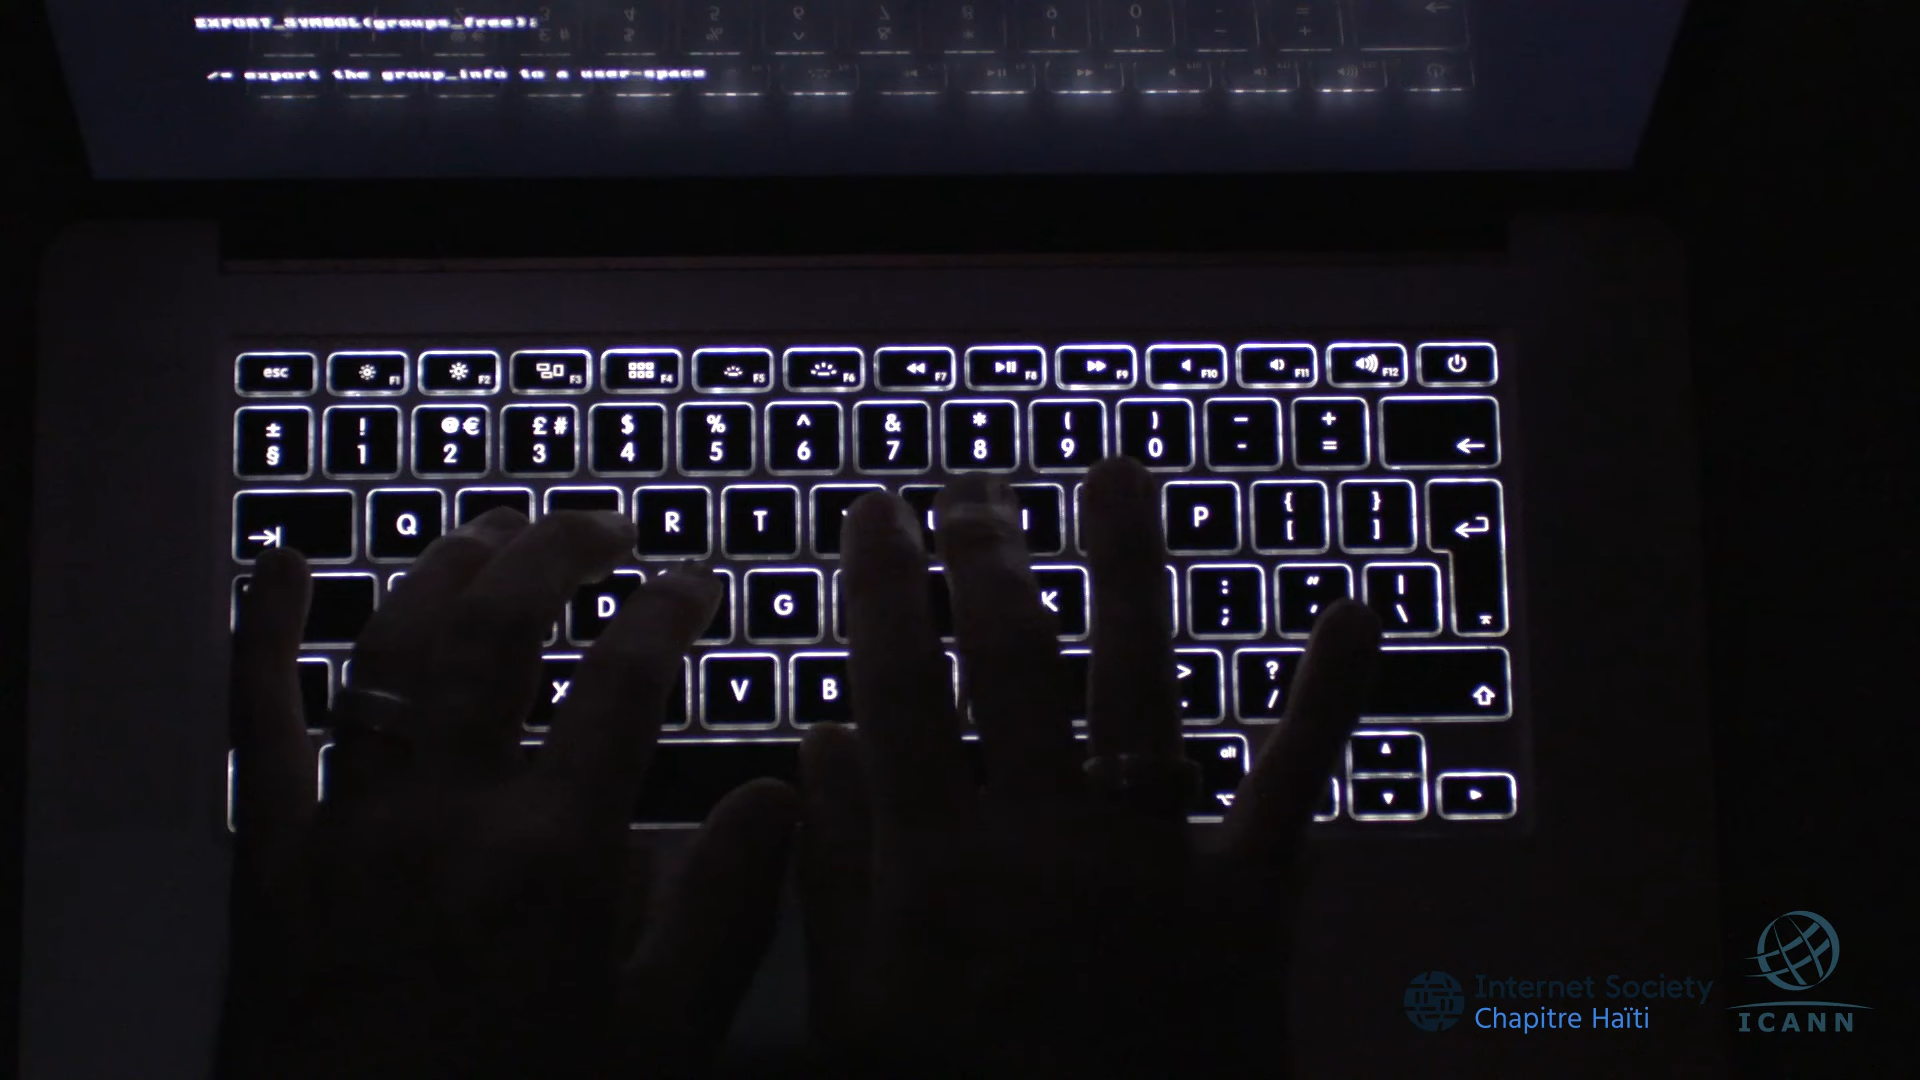 EXPORT_SYMBOL(groups_free);
/* export the group_info to a user-space
esc F1 F2 F3 F4 F5 F6 F7 F8 F9 F10 F11 F12
± ! @ € £ # $ % ^ & * ( ) – +
§ 1 2 3 4 5 6 7 8 9 0 - =
Q R T U I P { [ } ]
D G K : ; " ' | \
X V B > . ? /
alt
Internet Society
Chapitre Haïti
ICANN